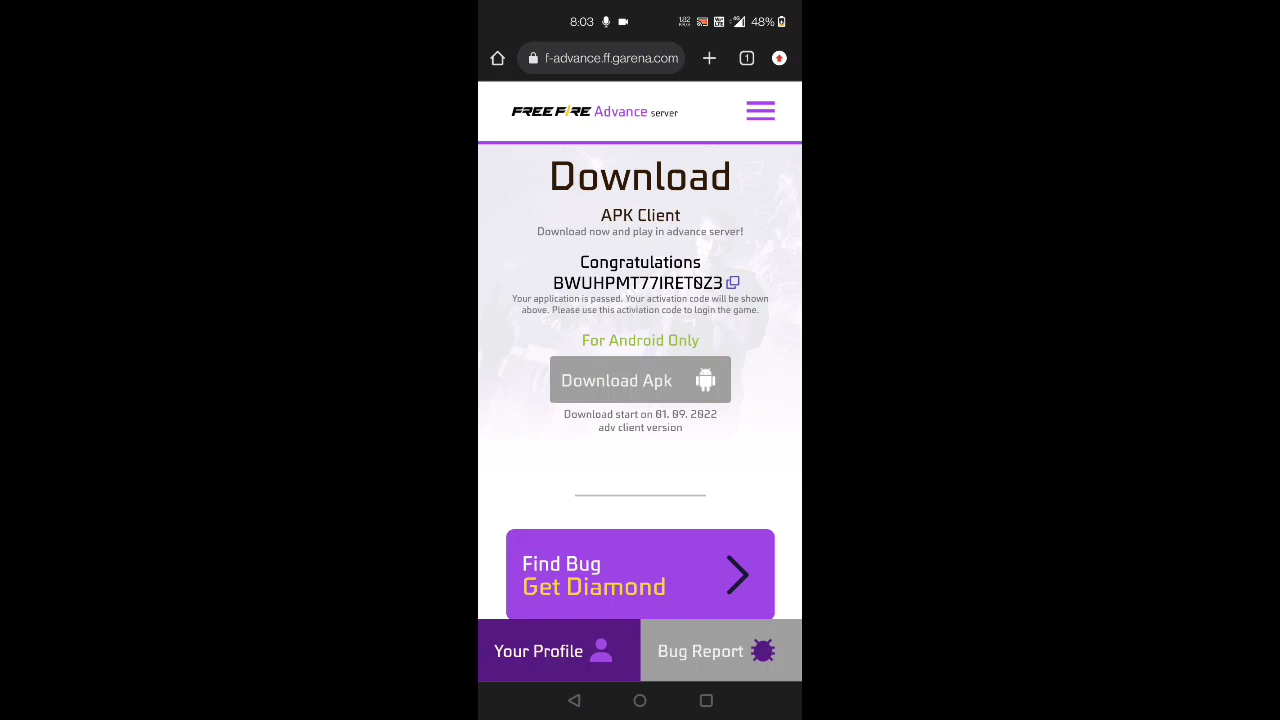 8:03 48%
f-advance.ff.garena.com 1
FREE FIRE Advance server
Download
APK Client
Download now and play in advance server!
Congratulations
BWUHPMT77IRET0Z3
Your application is passed. Your activation code will be shown
above. Please use this activiation code to login the game.
For Android Only
Download Apk
Download start on 01. 09. 2022
adv client version
Find Bug
Get Diamond
Your Profile Bug Report